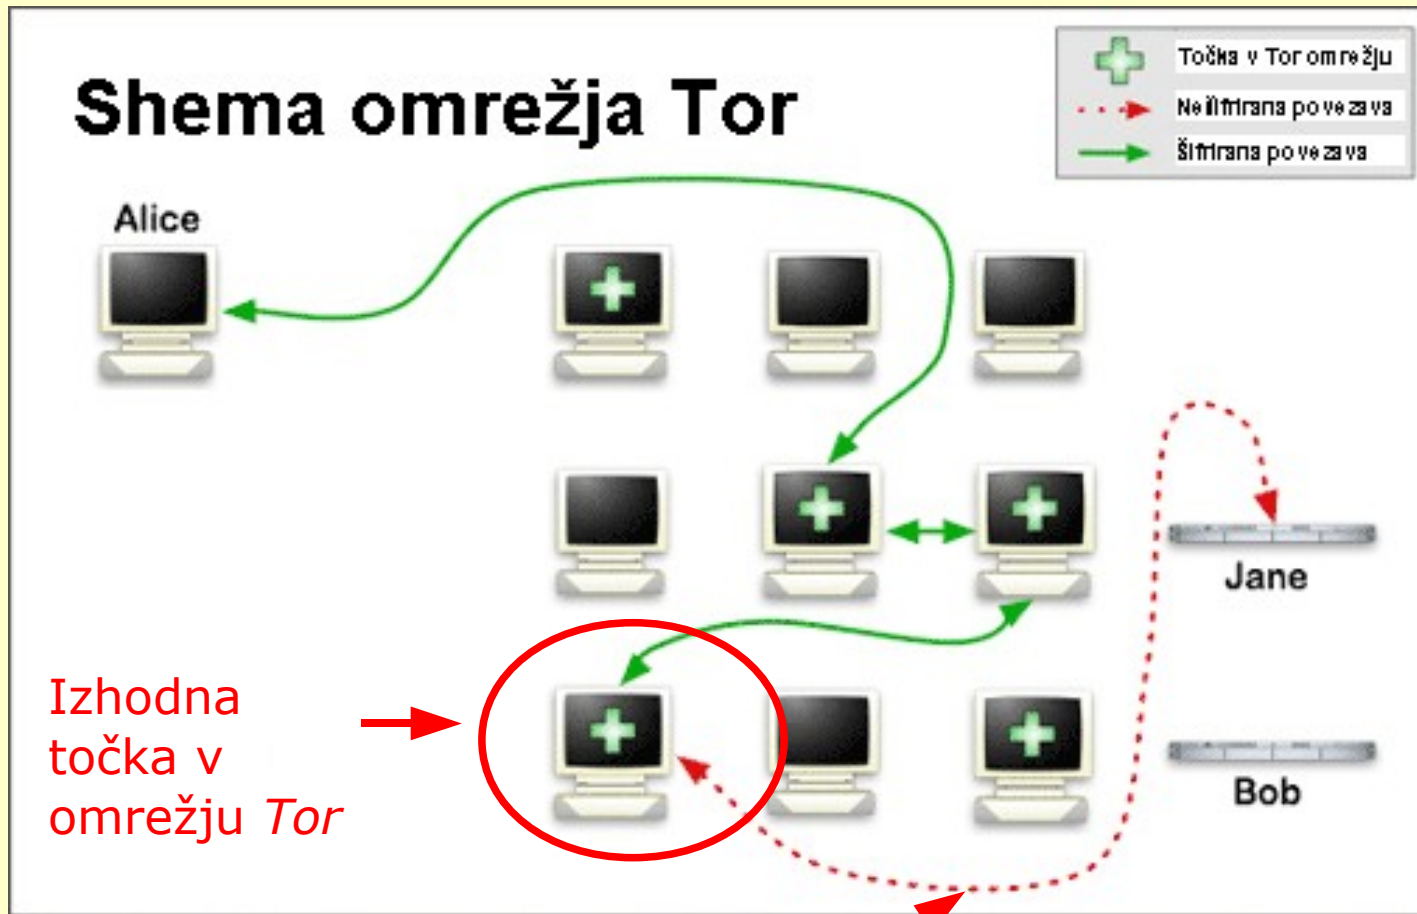 Shema omrežja Tor
Točka v Tor omrežju
Nešifrirana povezava
Šifrirana povezava
Alice
Jane
Izhodna
točka v
omrežju Tor
Bob